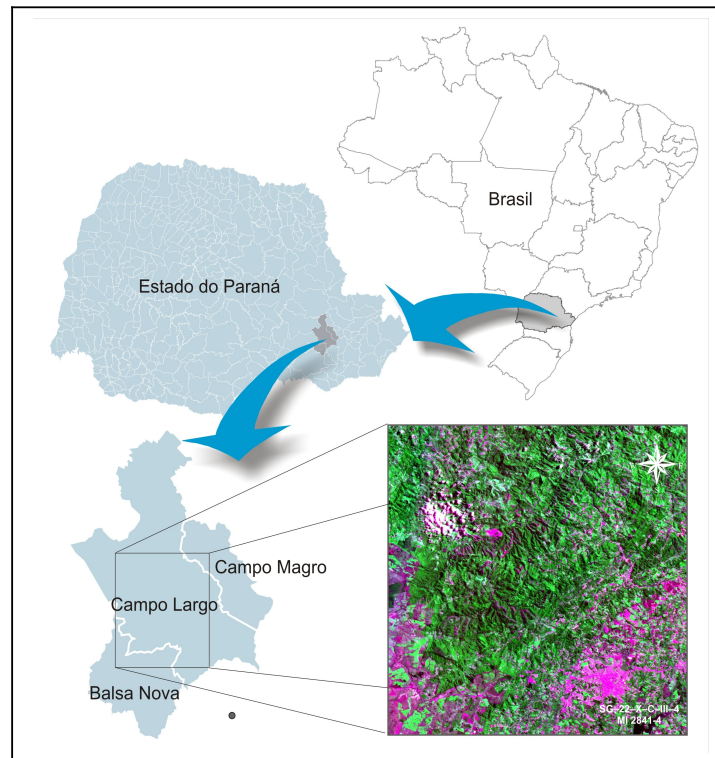 Brasil
Estado do Paraná
Campo Magro
Campo Largo
Balsa Nova
SG-22-X-C-III-4
MI 2841-4